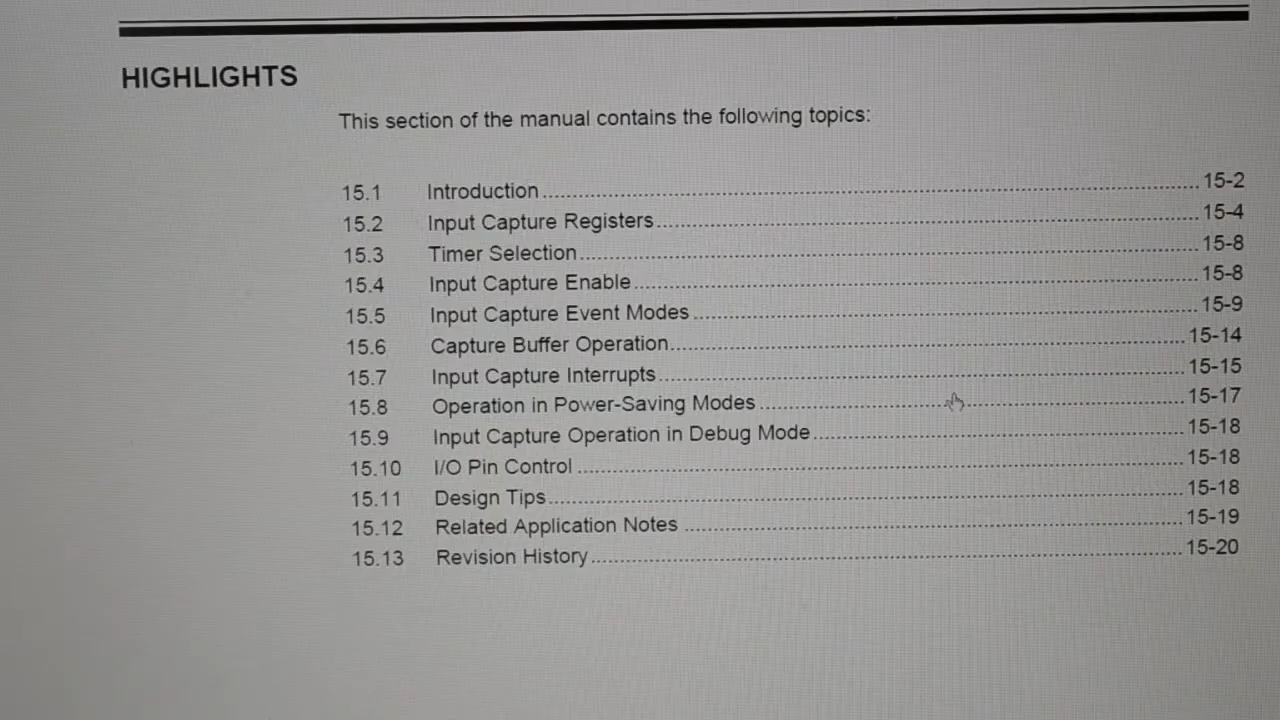 HIGHLIGHTS
This section of the manual contains the following topics:
15.1 Introduction 15-2
15.2 Input Capture Registers 15-4
15.3 Timer Selection 15-8
15.4 Input Capture Enable 15-8
15.5 Input Capture Event Modes 15-9
15.6 Capture Buffer Operation 15-14
15.7 Input Capture Interrupts 15-15
15.8 Operation in Power-Saving Modes 15-17
15.9 Input Capture Operation in Debug Mode 15-18
15.10 I/O Pin Control 15-18
15.11 Design Tips 15-18
15.12 Related Application Notes 15-19
15.13 Revision History 15-20